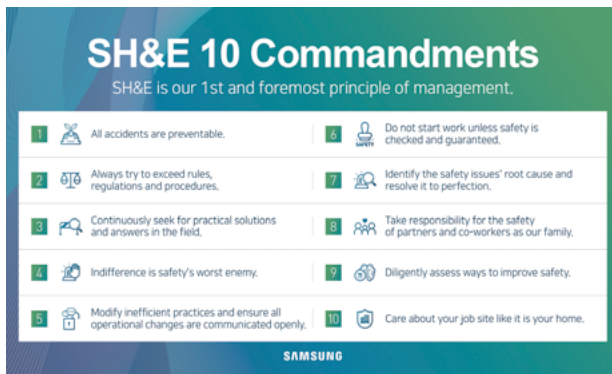 SH&E 10 Commandments
SH&E is our 1st and foremost principle of management.
1
All accidents are preventable.
2
Always try to exceed rules,
regulations and procedures.
3
Continuously seek for practical solutions
and answers in the field.
4
Indifference is safety's worst enemy.
5
Modify inefficient practices and ensure all
operational changes are communicated openly.
6
SAFETY
Do not start work unless safety is
checked and guaranteed.
7
Identify the safety issues' root cause and
resolve it to perfection.
8
Take responsibility for the safety
of partners and co-workers as our family.
9
Diligently assess ways to improve safety.
10
Care about your job site like it is your home.
SAMSUNG